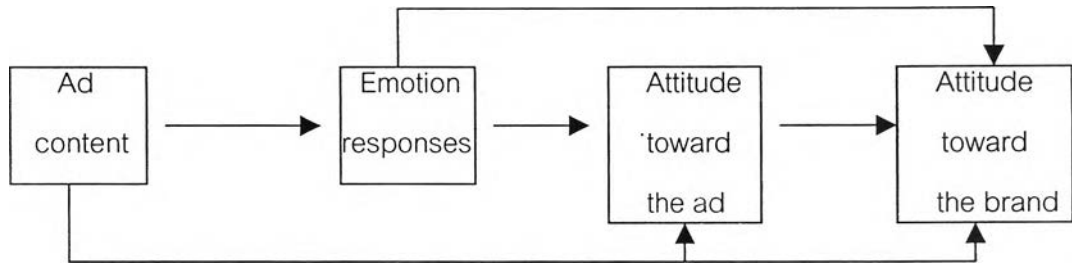 Ad
content
Emotion
responses
Attitude
toward
the ad
Attitude
toward
the brand